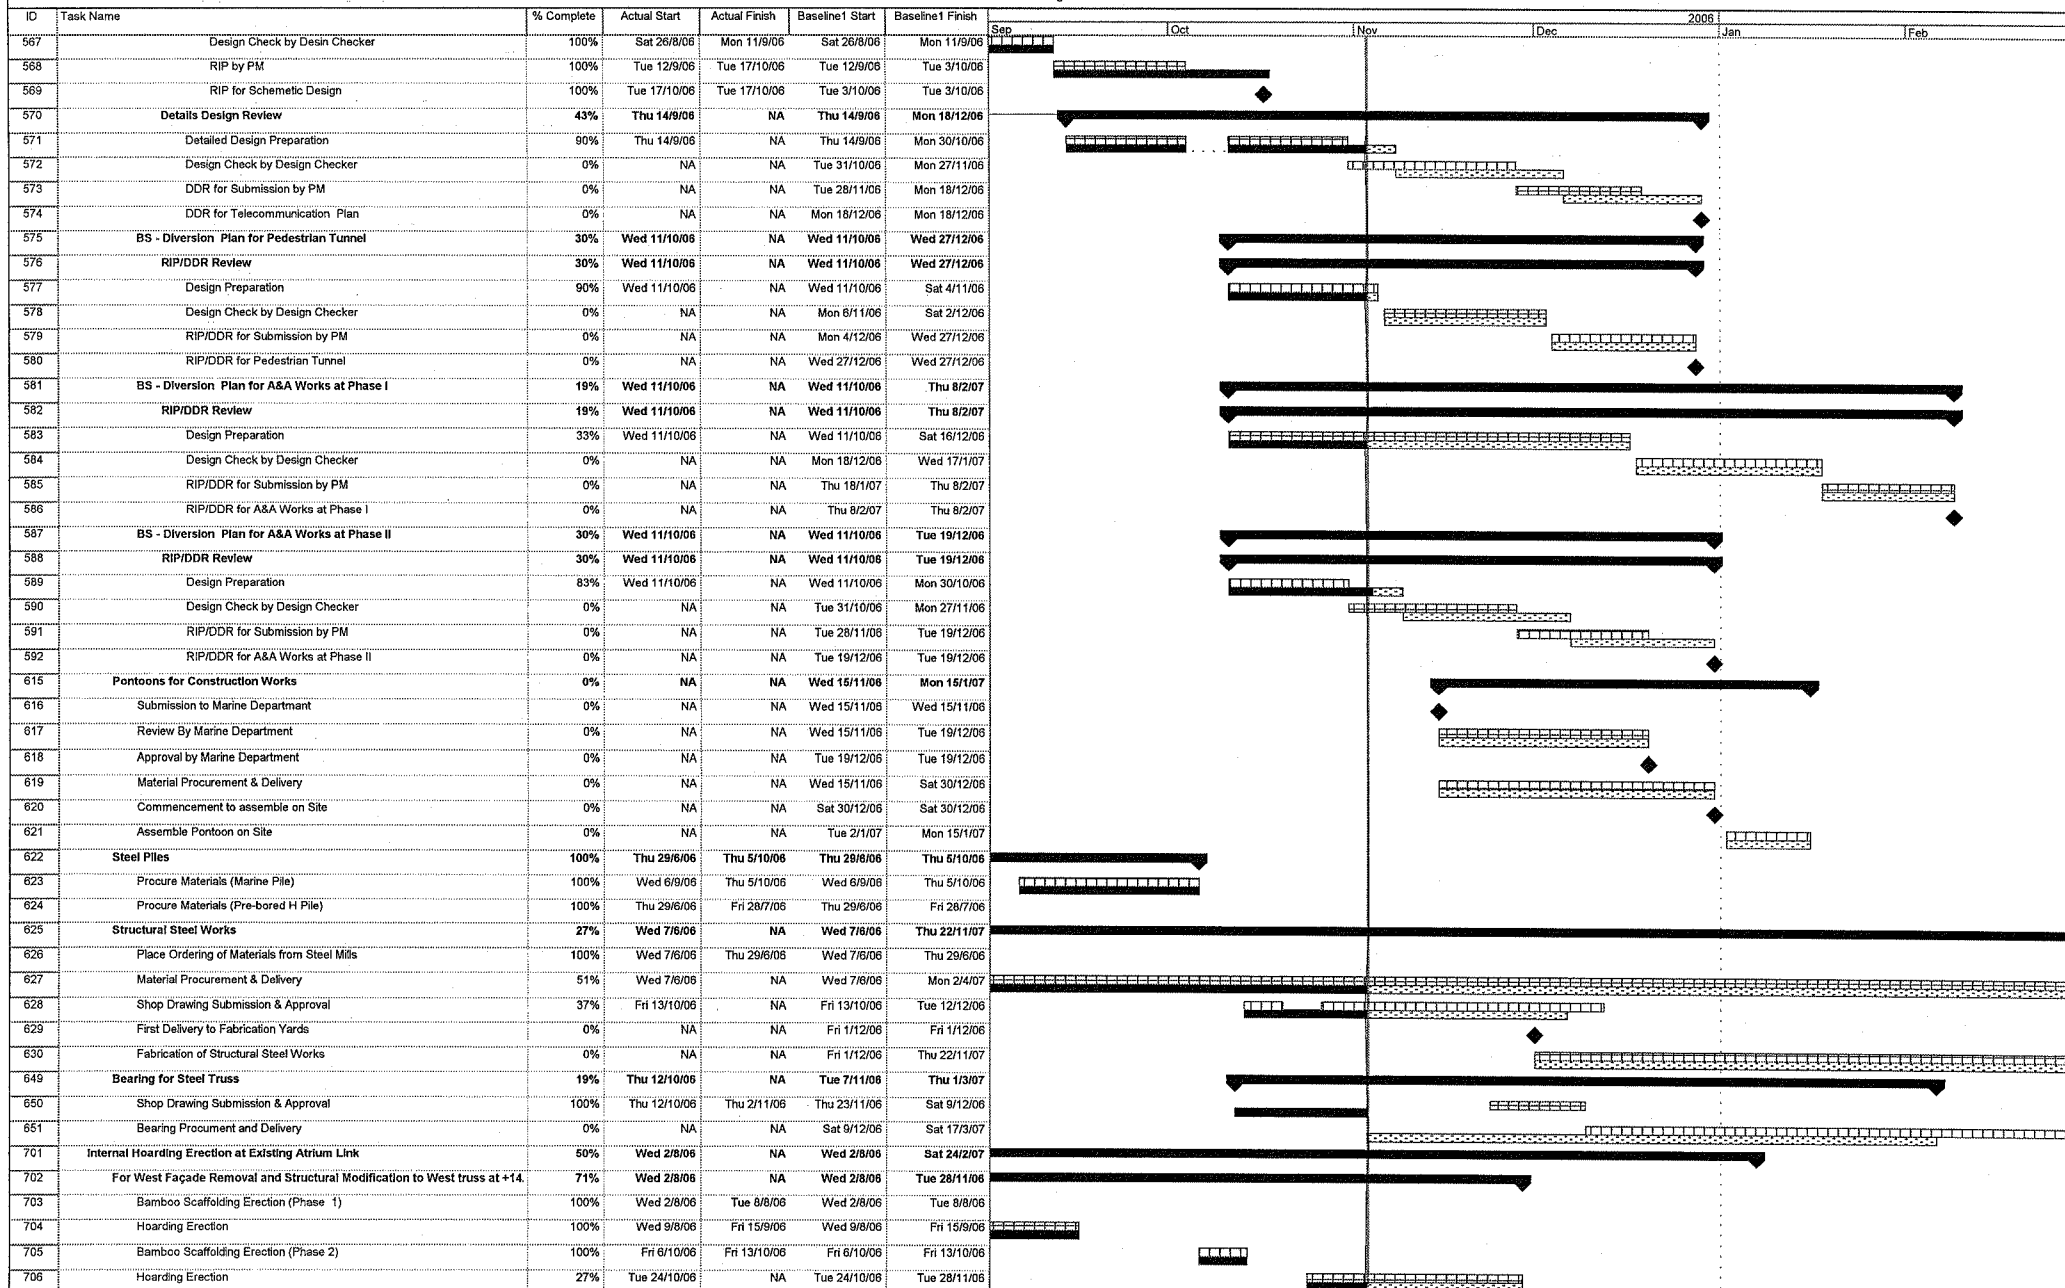 ID Task Name % Complete Actual Start Actual Finish Baseline1 Start Baseline1 Finish
2006
Sep Oct Nov Dec Jan Feb
567 Design Check by Desin Checker 100% Sat 26/8/06 Mon 11/9/06 Sat 26/8/06 Mon 11/9/06
568 RIP by PM 100% Tue 12/9/06 Tue 17/10/06 Tue 12/9/06 Tue 3/10/06
569 RIP for Schemetic Design 100% Tue 17/10/06 Tue 17/10/06 Tue 3/10/06 Tue 3/10/06
570 Details Design Review 43% Thu 14/9/06 NA Thu 14/9/06 Mon 18/12/06
571 Detailed Design Preparation 90% Thu 14/9/06 NA Thu 14/9/06 Mon 30/10/06
572 Design Check by Design Checker 0% NA NA Tue 31/10/06 Mon 27/11/06
573 DDR for Submission by PM 0% NA NA Tue 28/11/06 Mon 18/12/06
574 DDR for Telecommunication Plan 0% NA NA Mon 18/12/06 Mon 18/12/06
575 BS - Diversion Plan for Pedestrian Tunnel 30% Wed 11/10/06 NA Wed 11/10/06 Wed 27/12/06
576 RIP/DDR Review 30% Wed 11/10/06 NA Wed 11/10/06 Wed 27/12/06
577 Design Preparation 90% Wed 11/10/06 NA Wed 11/10/06 Sat 4/11/06
578 Design Check by Design Checker 0% NA NA Mon 6/11/06 Sat 2/12/06
579 RIP/DDR for Submission by PM 0% NA NA Mon 4/12/06 Wed 27/12/06
580 RIP/DDR for Pedestrian Tunnel 0% NA NA Wed 27/12/06 Wed 27/12/06
581 BS - Diversion Plan for A&A Works at Phase I 19% Wed 11/10/06 NA Wed 11/10/06 Thu 8/2/07
582 RIP/DDR Review 19% Wed 11/10/06 NA Wed 11/10/06 Thu 8/2/07
583 Design Preparation 33% Wed 11/10/06 NA Wed 11/10/06 Sat 16/12/06
584 Design Check by Design Checker 0% NA NA Mon 18/12/06 Wed 17/1/07
585 RIP/DDR for Submission by PM 0% NA NA Thu 18/1/07 Thu 8/2/07
586 RIP/DDR for A&A Works at Phase I 0% NA NA Thu 8/2/07 Thu 8/2/07
587 BS - Diversion Plan for A&A Works at Phase II 30% Wed 11/10/06 NA Wed 11/10/06 Tue 19/12/06
588 RIP/DDR Review 30% Wed 11/10/06 NA Wed 11/10/06 Tue 19/12/06
589 Design Preparation 83% Wed 11/10/06 NA Wed 11/10/06 Mon 30/10/06
590 Design Check by Design Checker 0% NA NA Tue 31/10/06 Mon 27/11/06
591 RIP/DDR for Submission by PM 0% NA NA Tue 28/11/06 Tue 19/12/06
592 RIP/DDR for A&A Works at Phase II 0% NA NA Tue 19/12/06 Tue 19/12/06
615 Pontoons for Construction Works 0% NA NA Wed 15/11/06 Mon 15/1/07
616 Submission to Marine Departmant 0% NA NA Wed 15/11/06 Wed 15/11/06
617 Review By Marine Department 0% NA NA Wed 15/11/06 Tue 19/12/06
618 Approval by Marine Department 0% NA NA Tue 19/12/06 Tue 19/12/06
619 Material Procurement & Delivery 0% NA NA Wed 15/11/06 Sat 30/12/06
620 Commencement to assemble on Site 0% NA NA Sat 30/12/06 Sat 30/12/06
621 Assemble Pontoon on Site 0% NA NA Tue 2/1/07 Mon 15/1/07
622 Steel Piles 100% Thu 29/6/06 Thu 5/10/06 Thu 29/6/06 Thu 5/10/06
623 Procure Materials (Marine Pile) 100% Wed 6/9/06 Thu 5/10/06 Wed 6/9/06 Thu 5/10/06
624 Procure Materials (Pre-bored H Pile) 100% Thu 29/6/06 Fri 28/7/06 Thu 29/6/06 Fri 28/7/06
625 Structural Steel Works 27% Wed 7/6/06 NA Wed 7/6/06 Thu 22/11/07
626 Place Ordering of Materials from Steel Mills 100% Wed 7/6/06 Thu 29/6/06 Wed 7/6/06 Thu 29/6/06
627 Material Procurement & Delivery 51% Wed 7/6/06 NA Wed 7/6/06 Mon 2/4/07
628 Shop Drawing Submission & Approval 37% Fri 13/10/06 NA Fri 13/10/06 Tue 12/12/06
629 First Delivery to Fabrication Yards 0% NA NA Fri 1/12/06 Fri 1/12/06
630 Fabrication of Structural Steel Works 0% NA NA Fri 1/12/06 Thu 22/11/07
649 Bearing for Steel Truss 19% Thu 12/10/06 NA Tue 7/11/06 Thu 1/3/07
650 Shop Drawing Submission & Approval 100% Thu 12/10/06 Thu 2/11/06 Thu 23/11/06 Sat 9/12/06
651 Bearing Procurement and Delivery 0% NA NA Sat 9/12/06 Sat 17/3/07
701 Internal Hoarding Erection at Existing Atrium Link 50% Wed 2/8/06 NA Wed 2/8/06 Sat 24/2/07
702 For West Façade Removal and Structural Modification to West truss at +14. 71% Wed 2/8/06 NA Wed 2/8/06 Tue 28/11/06
703 Bamboo Scaffolding Erection (Phase 1) 100% Wed 2/8/06 Tue 8/8/06 Wed 2/8/06 Tue 8/8/06
704 Hoarding Erection 100% Wed 9/8/06 Fri 15/9/06 Wed 9/8/06 Fri 15/9/06
705 Bamboo Scaffolding Erection (Phase 2) 100% Fri 6/10/06 Fri 13/10/06 Fri 6/10/06 Fri 13/10/06
706 Hoarding Erection 27% Tue 24/10/06 NA Tue 24/10/06 Tue 28/11/06